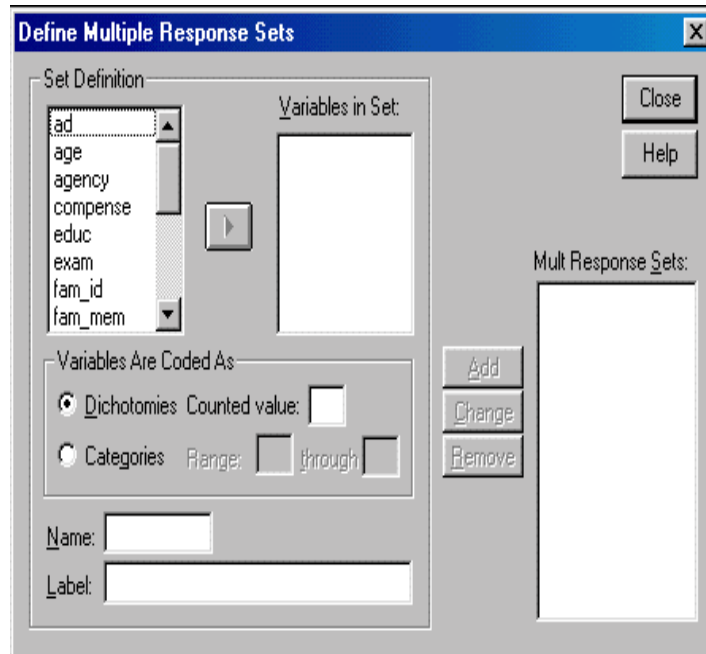 Define Multiple Response Sets
Set Definition
ad
age
agency
compense
educ
exam
fam_id
fam_mem
Variables in Set:
Close
Help
Mult Response Sets:
Variables Are Coded As
Dichotomies Counted value:
Categories Range: through
Add
Change
Remove
Name:
Label: